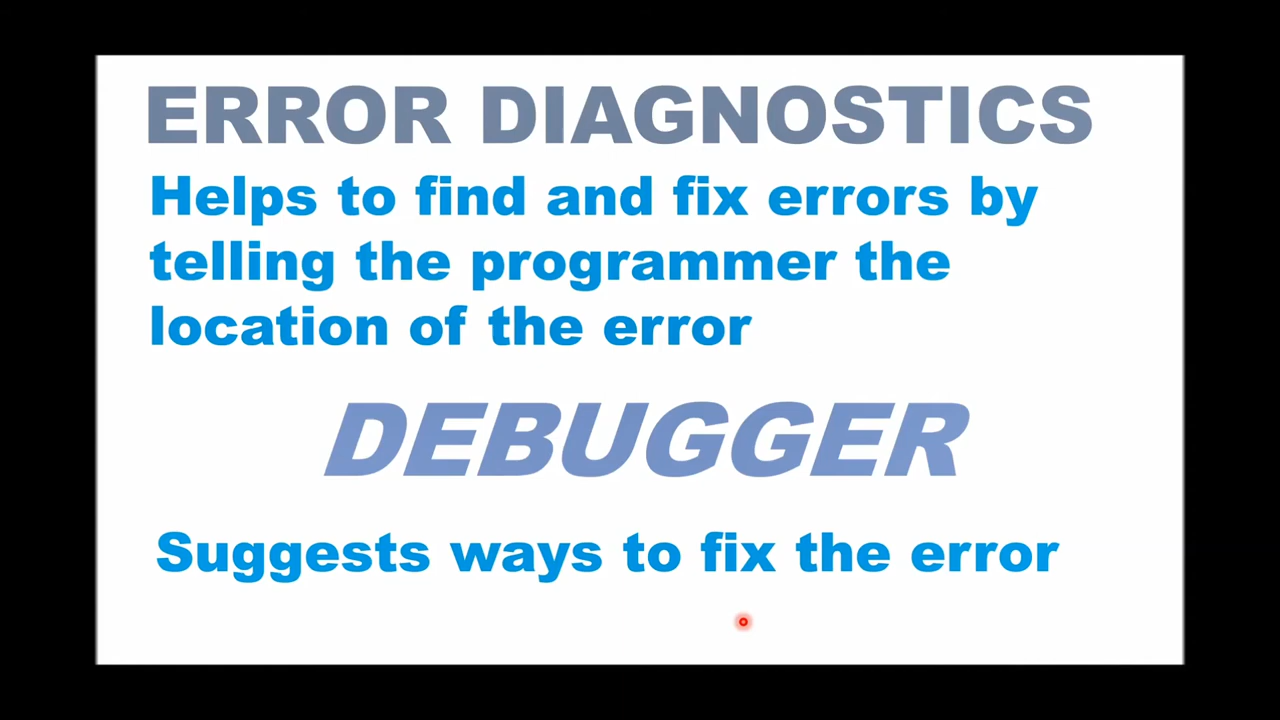 ERROR DIAGNOSTICS
Helps to find and fix errors by
telling the programmer the
location of the error
DEBUGGER
Suggests ways to fix the error